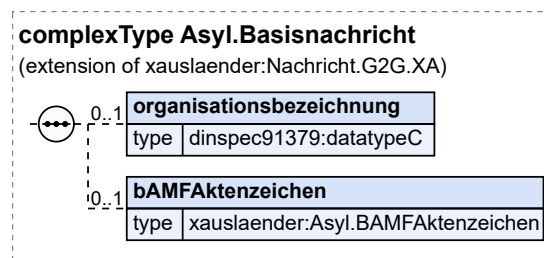 complexType Asyl.Basisnachricht
(extension of xauslaender:Nachricht.G2G.XA)
0..1 organisationsbezeichnung
type dinspec91379:datatypeC
0..1 bAMFAktenzeichen
type xauslaender:Asyl.BAMFAktenzeichen